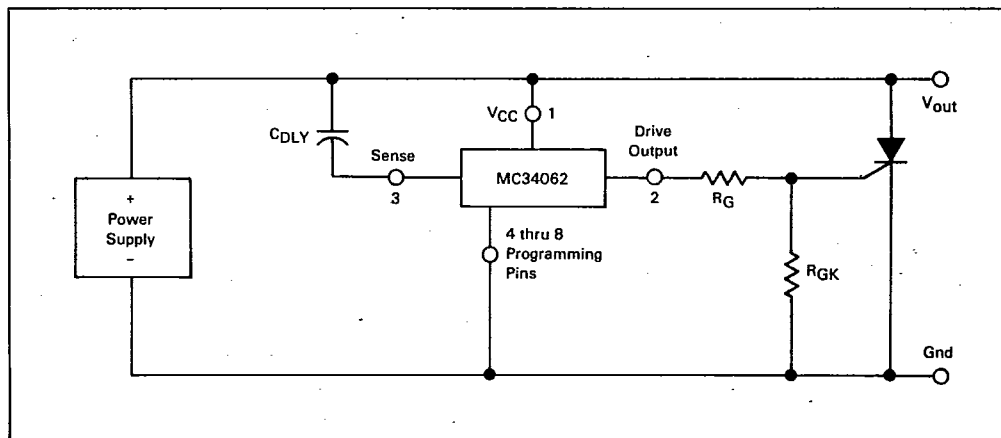 Vout
VCC 1
CDLY
Sense
3
MC34062
Drive
Output
2
RG
+
Power
Supply
–
4 thru 8
Programming
Pins
RGK
Gnd